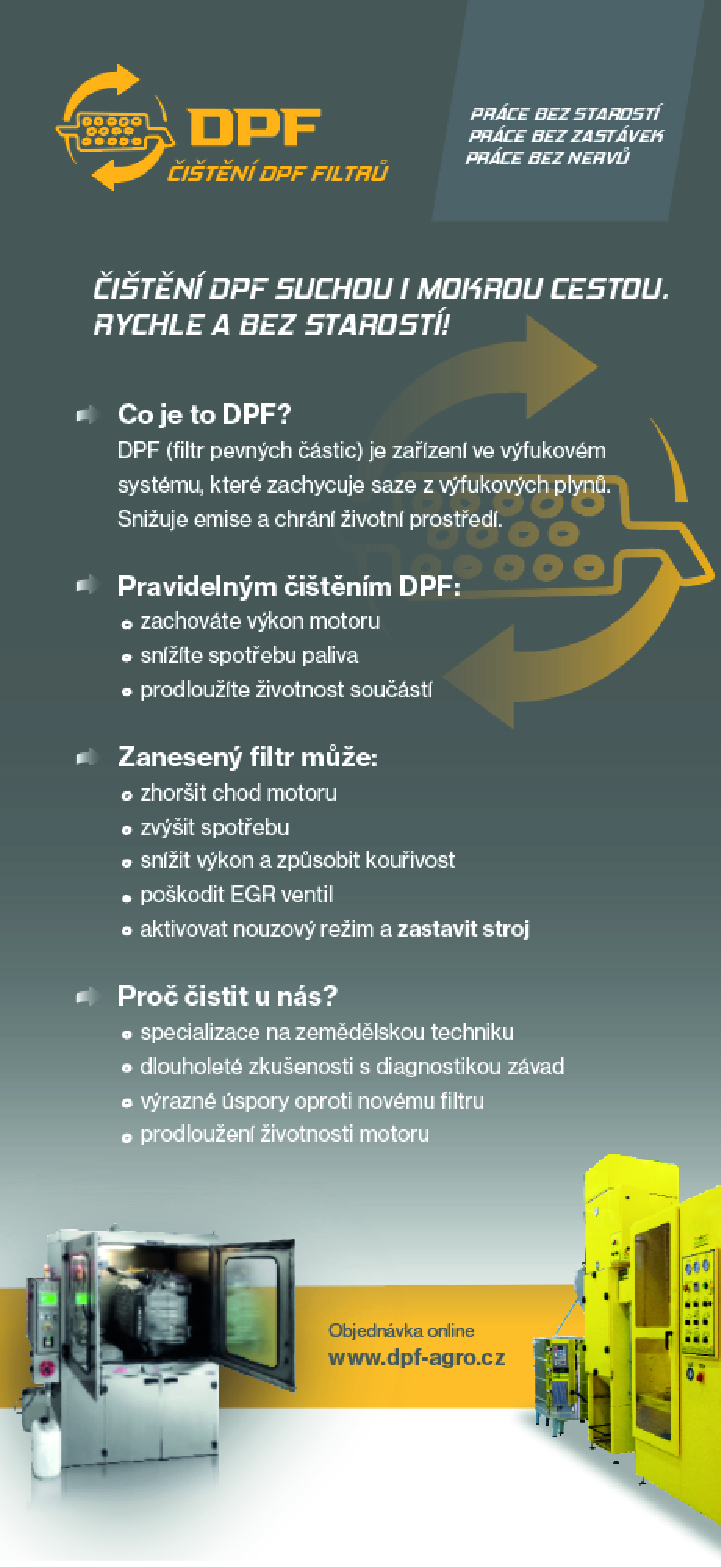 DPF
ČIŠTĚNÍ DPF FILTRŮ
PRÁCE BEZ STAROSTÍ
PRÁCE BEZ ZASTÁVEK
PRÁCE BEZ NERVŮ
ČIŠTĚNÍ DPF SUCHOU I MOKROU CESTOU.
RYCHLE A BEZ STAROSTÍ!
Co je to DPF?
DPF (filtr pevných částic) je zařízení ve výfukovém
systému, které zachycuje saze z výfukových plynů.
Snižuje emise a chrání životní prostředí.
Pravidelným čištěním DPF:
zachováte výkon motoru
snížíte spotřebu paliva
prodloužíte životnost součástí
Zanesený filtr může:
zhoršit chod motoru
zvýšit spotřebu
snížit výkon a způsobit kouřivost
poškodit EGR ventil
aktivovat nouzový režim a zastavit stroj
Proč čistit u nás?
specializace na zemědělskou techniku
dlouholeté zkušenosti s diagnostikou závad
výrazné úspory oproti novému filtru
prodloužení životnosti motoru
Objednávka online
www.dpf-agro.cz